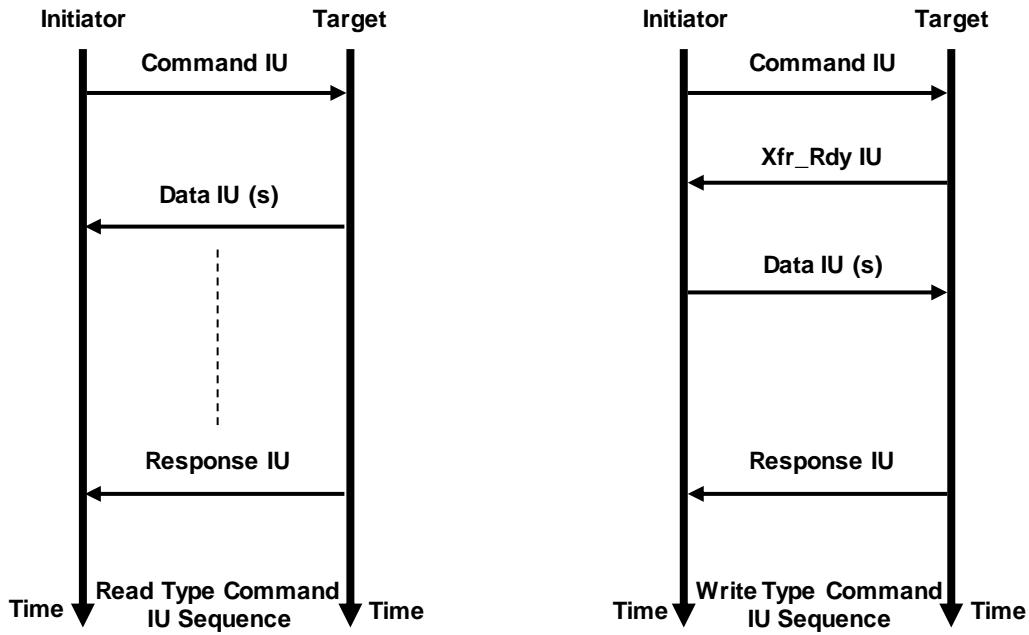 Initiator
Target
Command IU
Data IU (s)
Response IU
Time
Read Type Command
IU Sequence
Time
Initiator
Target
Command IU
Xfr_Rdy IU
Data IU (s)
Response IU
Time
Write Type Command
IU Sequence
Time